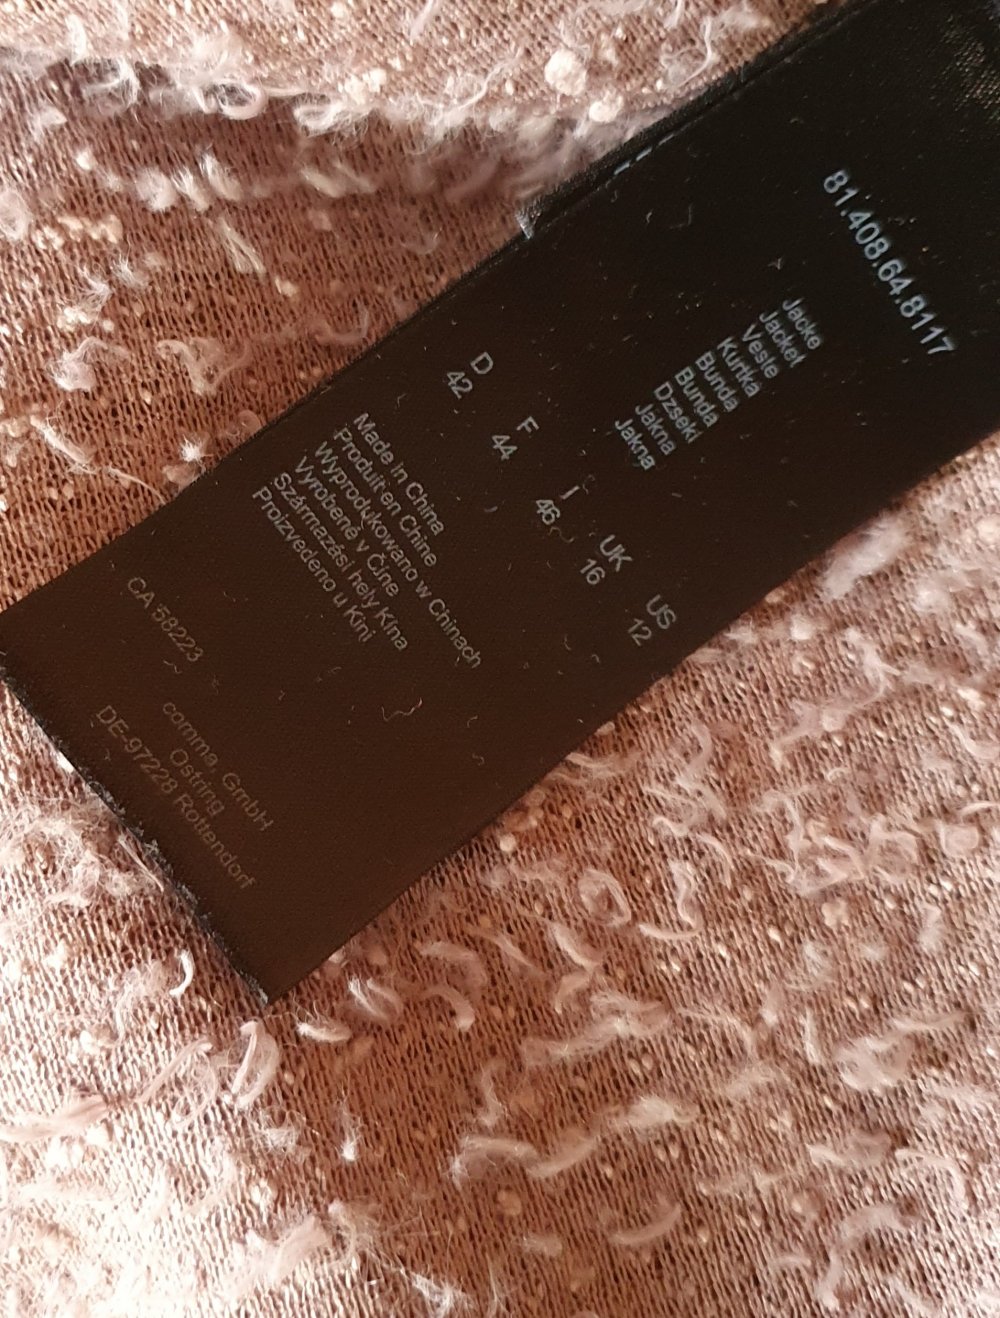 81.408.64.8117
Jacke
Jacket
Veste
Kurtka
Bunda
Bunda
Dzseki
Jakna
Jakna
D F I UK US
42 44 46 16 12
Made in China
Produit en Chine
Wyprodukowano w Chinach
Vyrobené v Číne
Származási hely Kína
Proizvedeno u Kini
CA 58223
comma, GmbH
Ostring
DE-97228 Rottendorf